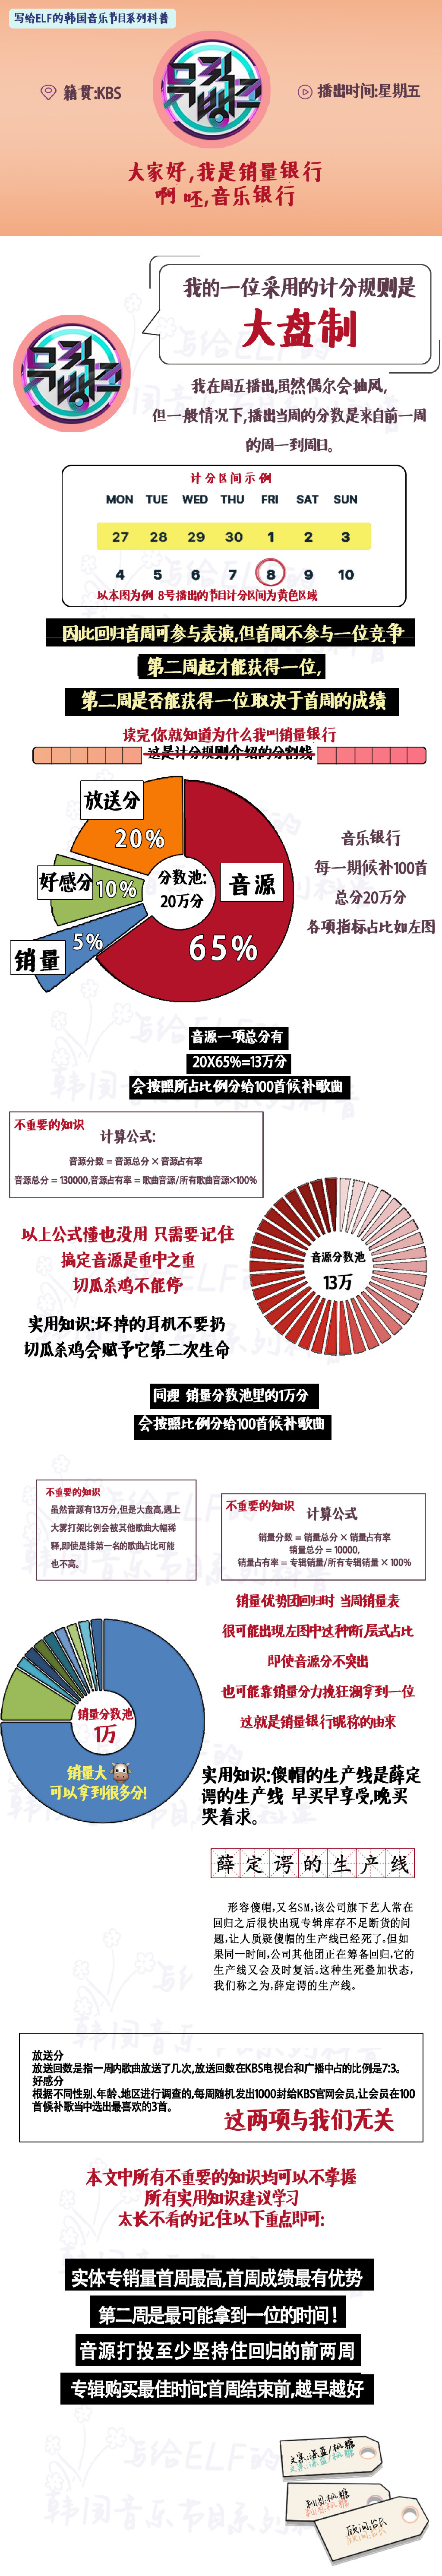 写给ELF的韩国音乐节目系列科普
뮤직
뱅크
籍贯:KBS
播出时间:星期五
大家好,我是销量银行
啊 呸,音乐银行
我的一位采用的计分规则是
大盘制
뮤직
뱅크
我在周五播出,虽然偶尔会抽风,
但一般情况下,播出当周的分数是来自前一周
的周一到周日。
计分区间示例
MON TUE WED THU FRI SAT SUN
27 28 29 30 1 2 3
4 5 6 7 8 9 10
以本图为例 8号播出的节目计分区间为黄色区域
因此回归首周可参与表演,但首周不参与一位竞争
第二周起才能获得一位,
第二周是否能获得一位取决于首周的成绩
读完你就知道为什么我叫销量银行
这是计分规则介绍的分割线
放送分
20%
好感分
10%
分数池:
20万分
音源
65%
销量
5%
音乐银行
每一期候补100首
总分20万分
各项指标占比如左图
音源一项总分有
20X65%=13万分
会按照所占比例分给100首候补歌曲
不重要的知识
计算公式:
音源分数 = 音源总分 × 音源占有率
音源总分 = 130000,音源占有率 = 歌曲音源/所有歌曲音源×100%
以上公式懂也没用 只需要记住
搞定音源是重中之重
切瓜杀鸡不能停
音源分数池
13万
实用知识:坏掉的耳机不要扔
切瓜杀鸡会赋予它第二次生命
同理 销量分数池里的1万分
会按照比例分给100首候补歌曲
不重要的知识
虽然音源有13万分,但是大盘高,遇上
大雾打架比例会被其他歌曲大幅稀
释,即使是排第一名的歌曲占比可能
也不高。
不重要的知识
计算公式
销量分数 = 销量总分 × 销量占有率
销量总分 = 10000,
销量占有率 = 专辑销量/所有专辑销量 × 100%
销量优势团回归时 当周销量表
很可能出现左图中这种断层式占比
即使音源分不突出
也可能靠销量分力挽狂澜拿到一位
这就是销量银行昵称的由来
销量分数池
1万
销量大
可以拿到很多分!
实用知识:傻帽的生产线是薛定
谔的生产线 早买早享受,晚买
哭着求。
薛定谔的生产线
形容傻帽,又名SM,该公司旗下艺人常在
回归之后很快出现专辑库存不足断货的问
题,让人质疑傻帽的生产线已经死了。但如
果同一时间,公司其他团正在筹备回归,它的
生产线又会及时复活。这种生死叠加状态,
我们称之为,薛定谔的生产线。
放送分
放送回数是指一周内歌曲放送了几次,放送回数在KBS电视台和广播中占的比例是7:3。
好感分
根据不同性别、年龄、地区进行调查的,每周随机发出1000封给KBS官网会员,让会员在100
首候补歌当中选出最喜欢的3首。
这两项与我们无关
本文中所有不重要的知识均可以不掌握
所有实用知识建议学习
太长不看的记住以下重点即可:
实体专销量首周最高,首周成绩最有优势
第二周是最可能拿到一位的时间!
音源打投至少坚持住回归的前两周
专辑购买最佳时间:首周结束前,越早越好